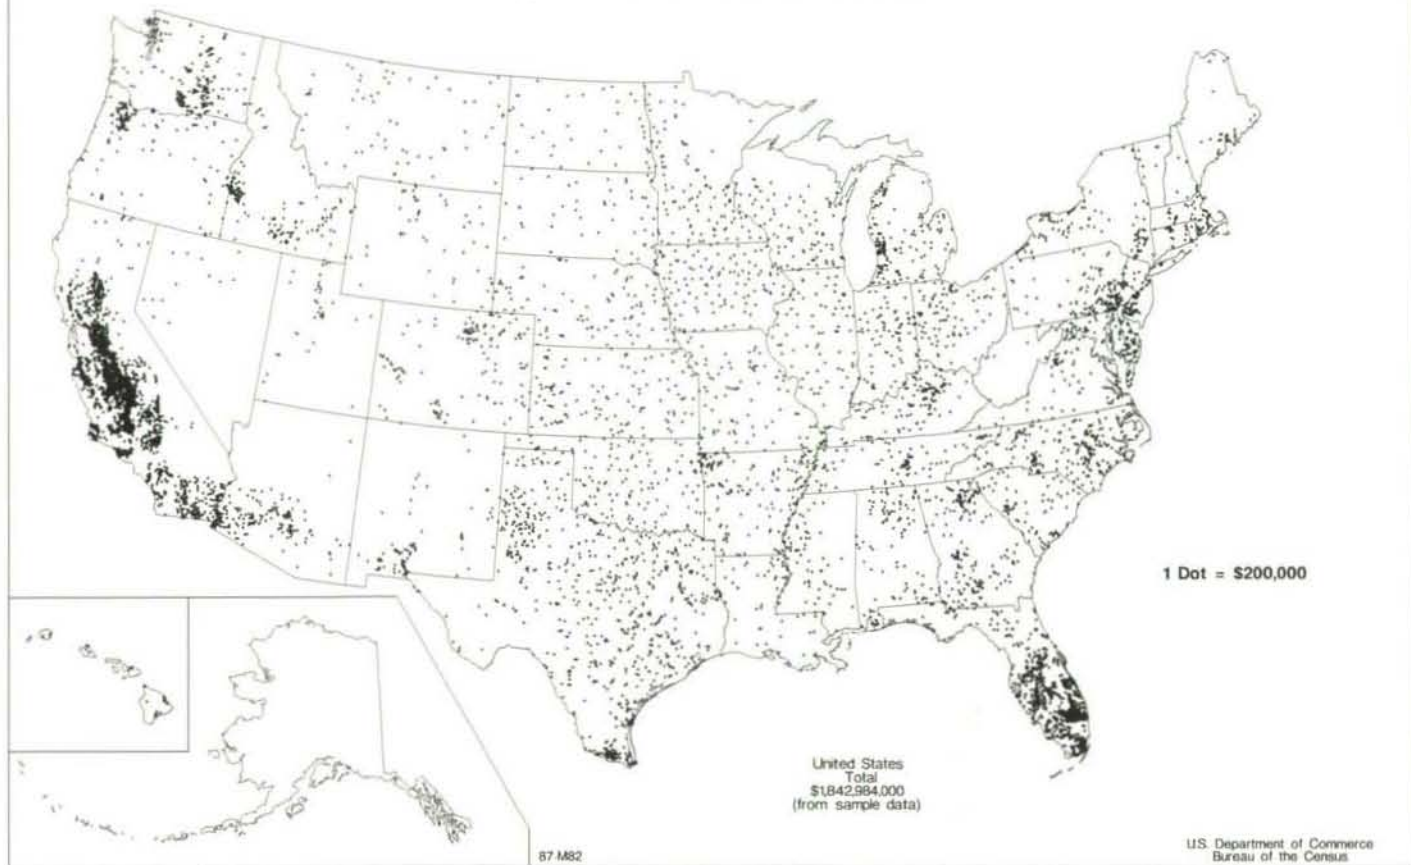 1 Dot = $200,000
United States
Total
$1,842,984,000
(from sample data)
87-M82
U.S. Department of Commerce
Bureau of the Census